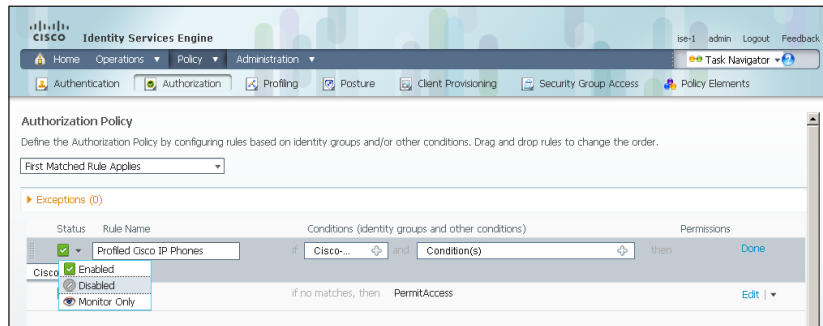 CISCO Identity Services Engine
ise-1 admin Logout Feedback
Home Operations ▼ Policy ▼ Administration ▼
Task Navigator ▼
Authentication Authorization Profiling Posture Client Provisioning Security Group Access Policy Elements
Authorization Policy
Define the Authorization Policy by configuring rules based on identity groups and/or other conditions. Drag and drop rules to change the order.
First Matched Rule Applies
Exceptions (0)
Status Rule Name Conditions (identity groups and other conditions) Permissions
Profiled Cisco IP Phones if Cisco-... and Condition(s) then Done
Cisco
Enabled
Disabled
Monitor Only
if no matches, then PermitAccess Edit | ▼